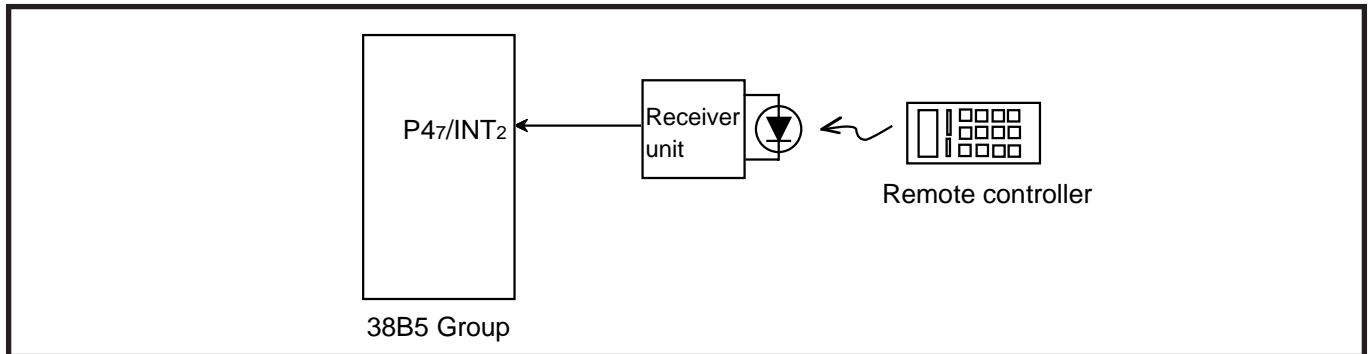 P47/INT2
Receiver
unit
Remote controller
38B5 Group